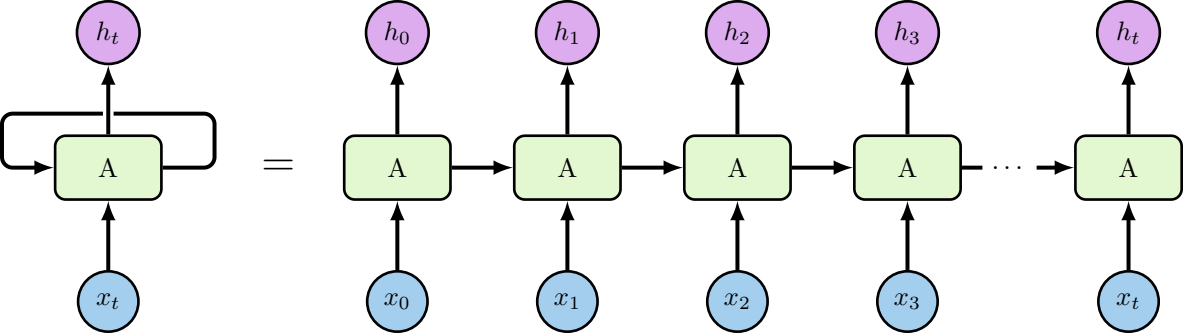 h_t h_0 h_1 h_2 h_3 h_t
A = A A A A ... A
x_t x_0 x_1 x_2 x_3 x_t